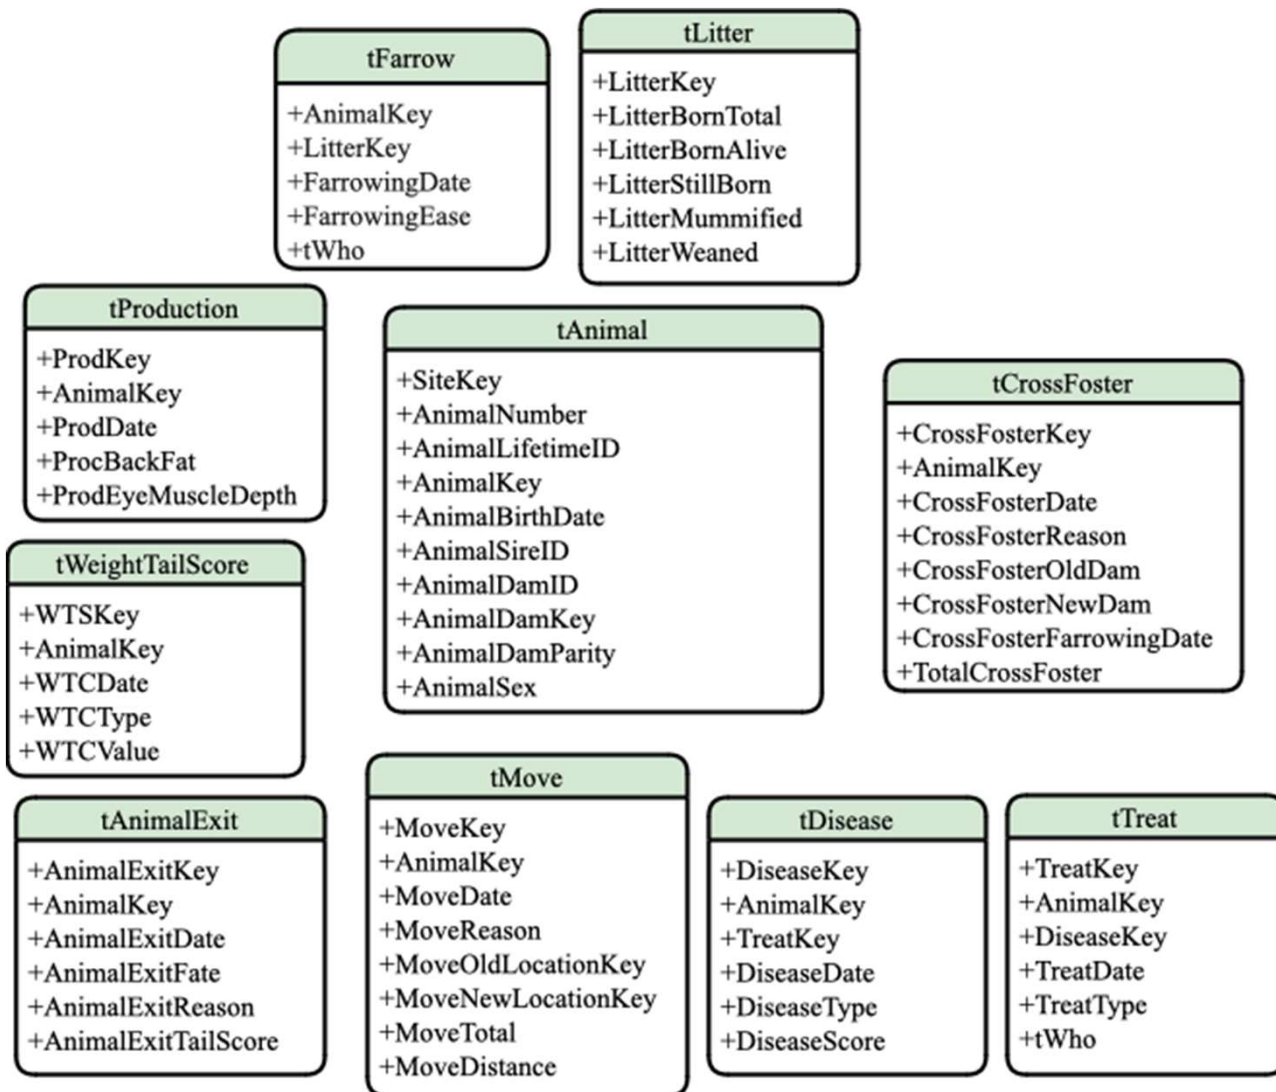 tFarrow
+AnimalKey
+LitterKey
+FarrowingDate
+FarrowingEase
+tWho
tLitter
+LitterKey
+LitterBornTotal
+LitterBornAlive
+LitterStillBorn
+LitterMummified
+LitterWeaned
tProduction
+ProdKey
+AnimalKey
+ProdDate
+ProcBackFat
+ProdEyeMuscleDepth
tAnimal
+SiteKey
+AnimalNumber
+AnimalLifetimeID
+AnimalKey
+AnimalBirthDate
+AnimalSireID
+AnimalDamID
+AnimalDamKey
+AnimalDamParity
+AnimalSex
tCrossFoster
+CrossFosterKey
+AnimalKey
+CrossFosterDate
+CrossFosterReason
+CrossFosterOldDam
+CrossFosterNewDam
+CrossFosterFarrowingDate
+TotalCrossFoster
tWeightTailScore
+WTSKey
+AnimalKey
+WTCDate
+WTCType
+WTCValue
tAnimalExit
+AnimalExitKey
+AnimalKey
+AnimalExitDate
+AnimalExitFate
+AnimalExitReason
+AnimalExitTailScore
tMove
+MoveKey
+AnimalKey
+MoveDate
+MoveReason
+MoveOldLocationKey
+MoveNewLocationKey
+MoveTotal
+MoveDistance
tDisease
+DiseaseKey
+AnimalKey
+TreatKey
+DiseaseDate
+DiseaseType
+DiseaseScore
tTreat
+TreatKey
+AnimalKey
+DiseaseKey
+TreatDate
+TreatType
+tWho